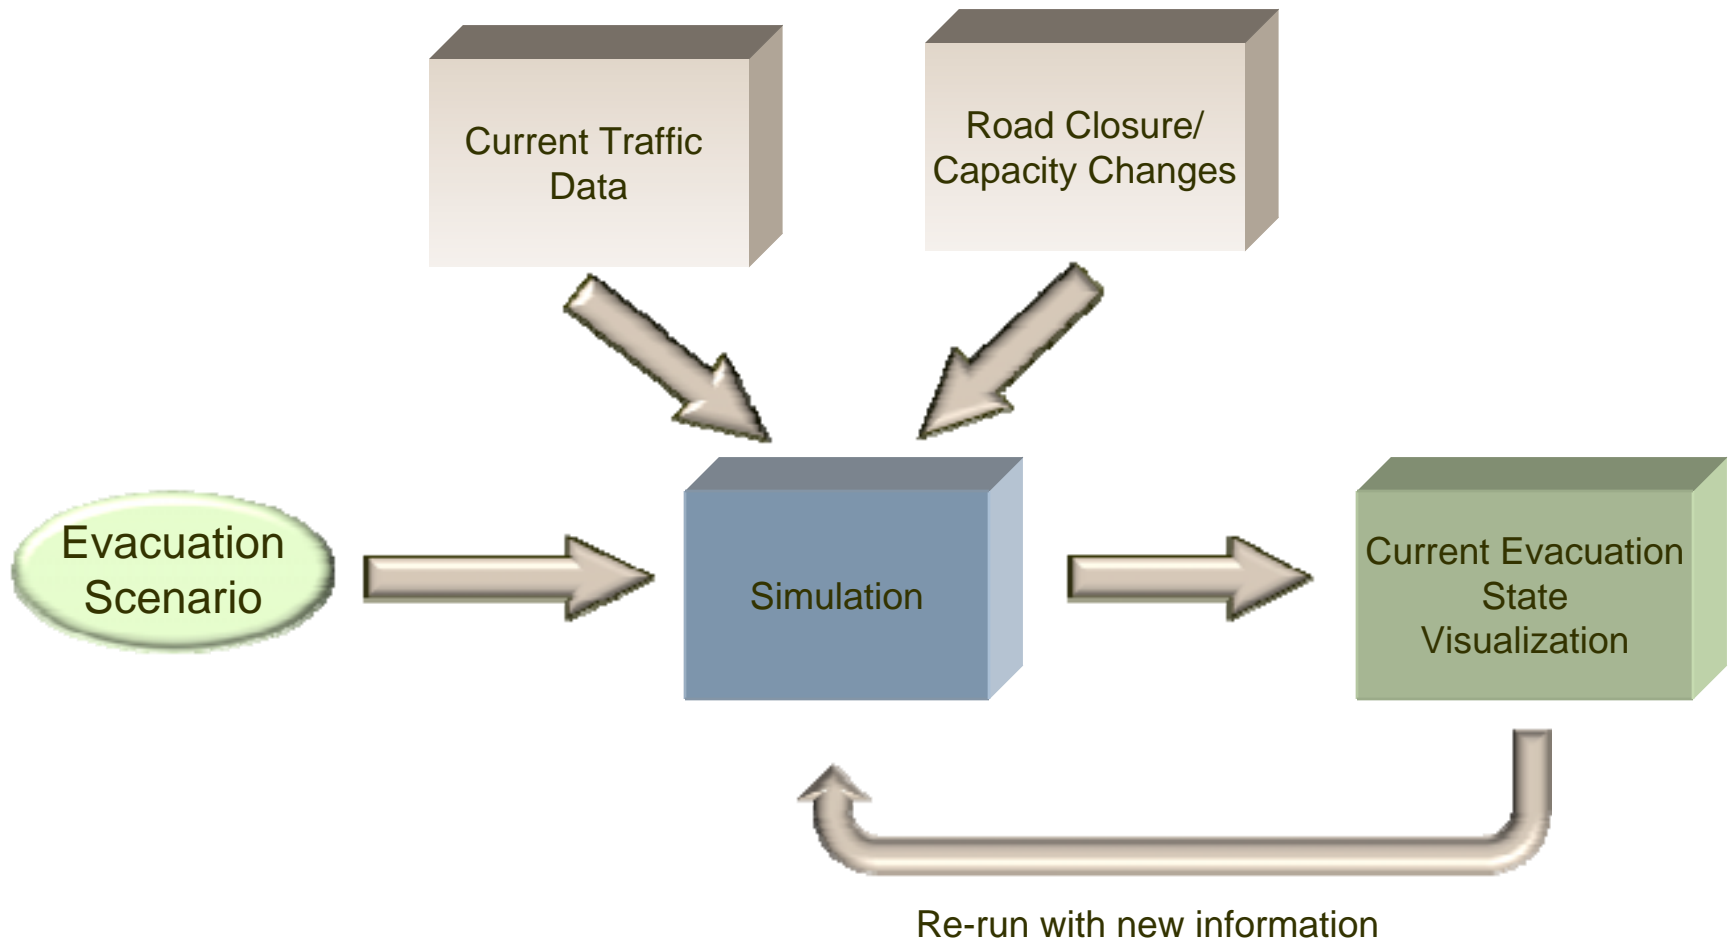 Current Traffic
Data
Road Closure/
Capacity Changes
Evacuation
Scenario
Simulation
Current Evacuation
State
Visualization
Re-run with new information